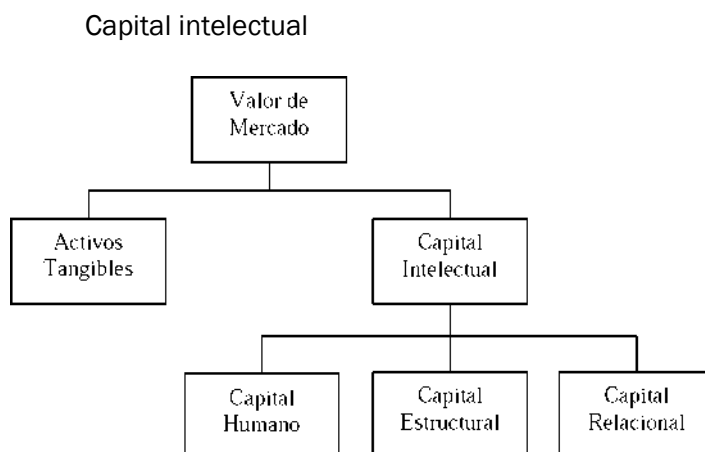 Capital intelectual
Valor de
Mercado
Activos
Tangibles
Capital
Intelectual
Capital
Humano
Capital
Estructural
Capital
Relacional